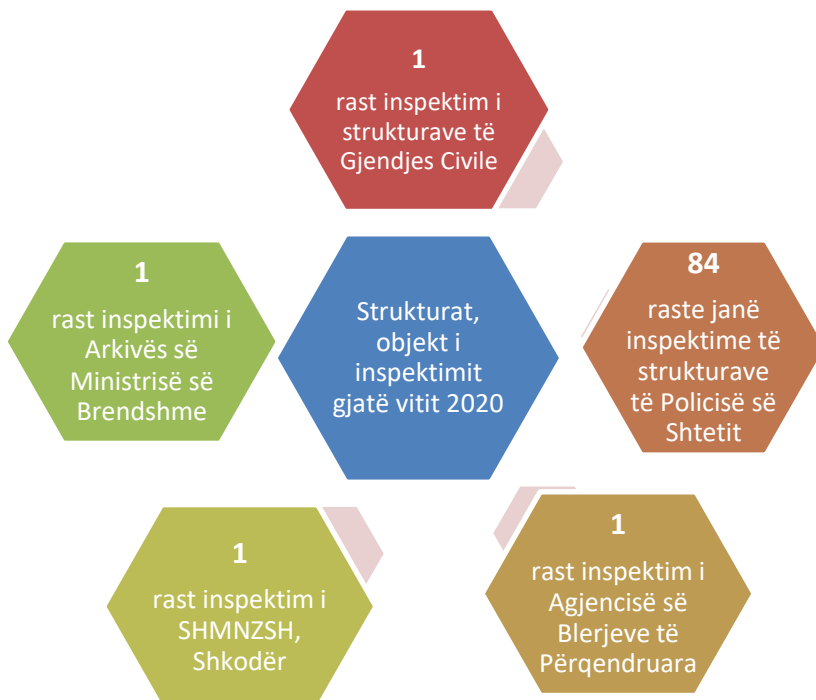 1
rast inspektim i
strukturave të
Gjendjes Civile
1
rast inspektimi i
Arkivës së
Ministrisë së
Brendshme
Strukturat,
objekt i
inspektimit
gjatë vitit 2020
84
raste janë
inspektime të
strukturave
të Policisë së
Shtetit
1
rast inspektim i
SHMNZSH,
Shkodër
1
rast inspektim i
Agjencisë së
Blerjeve të
Përqendruara